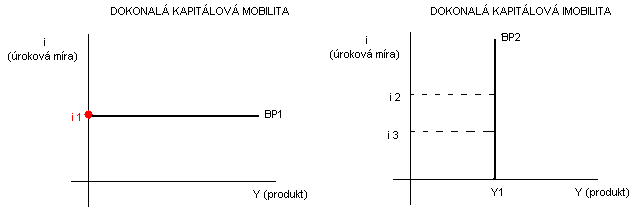 DOKONALÁ KAPITÁLOVÁ MOBILITA
i
(úroková míra)
i 1
BP1
Y (produkt)
DOKONALÁ KAPITÁLOVÁ IMOBILITA
i
(úroková míra)
BP2
i 2
i 3
Y1
Y (produkt)